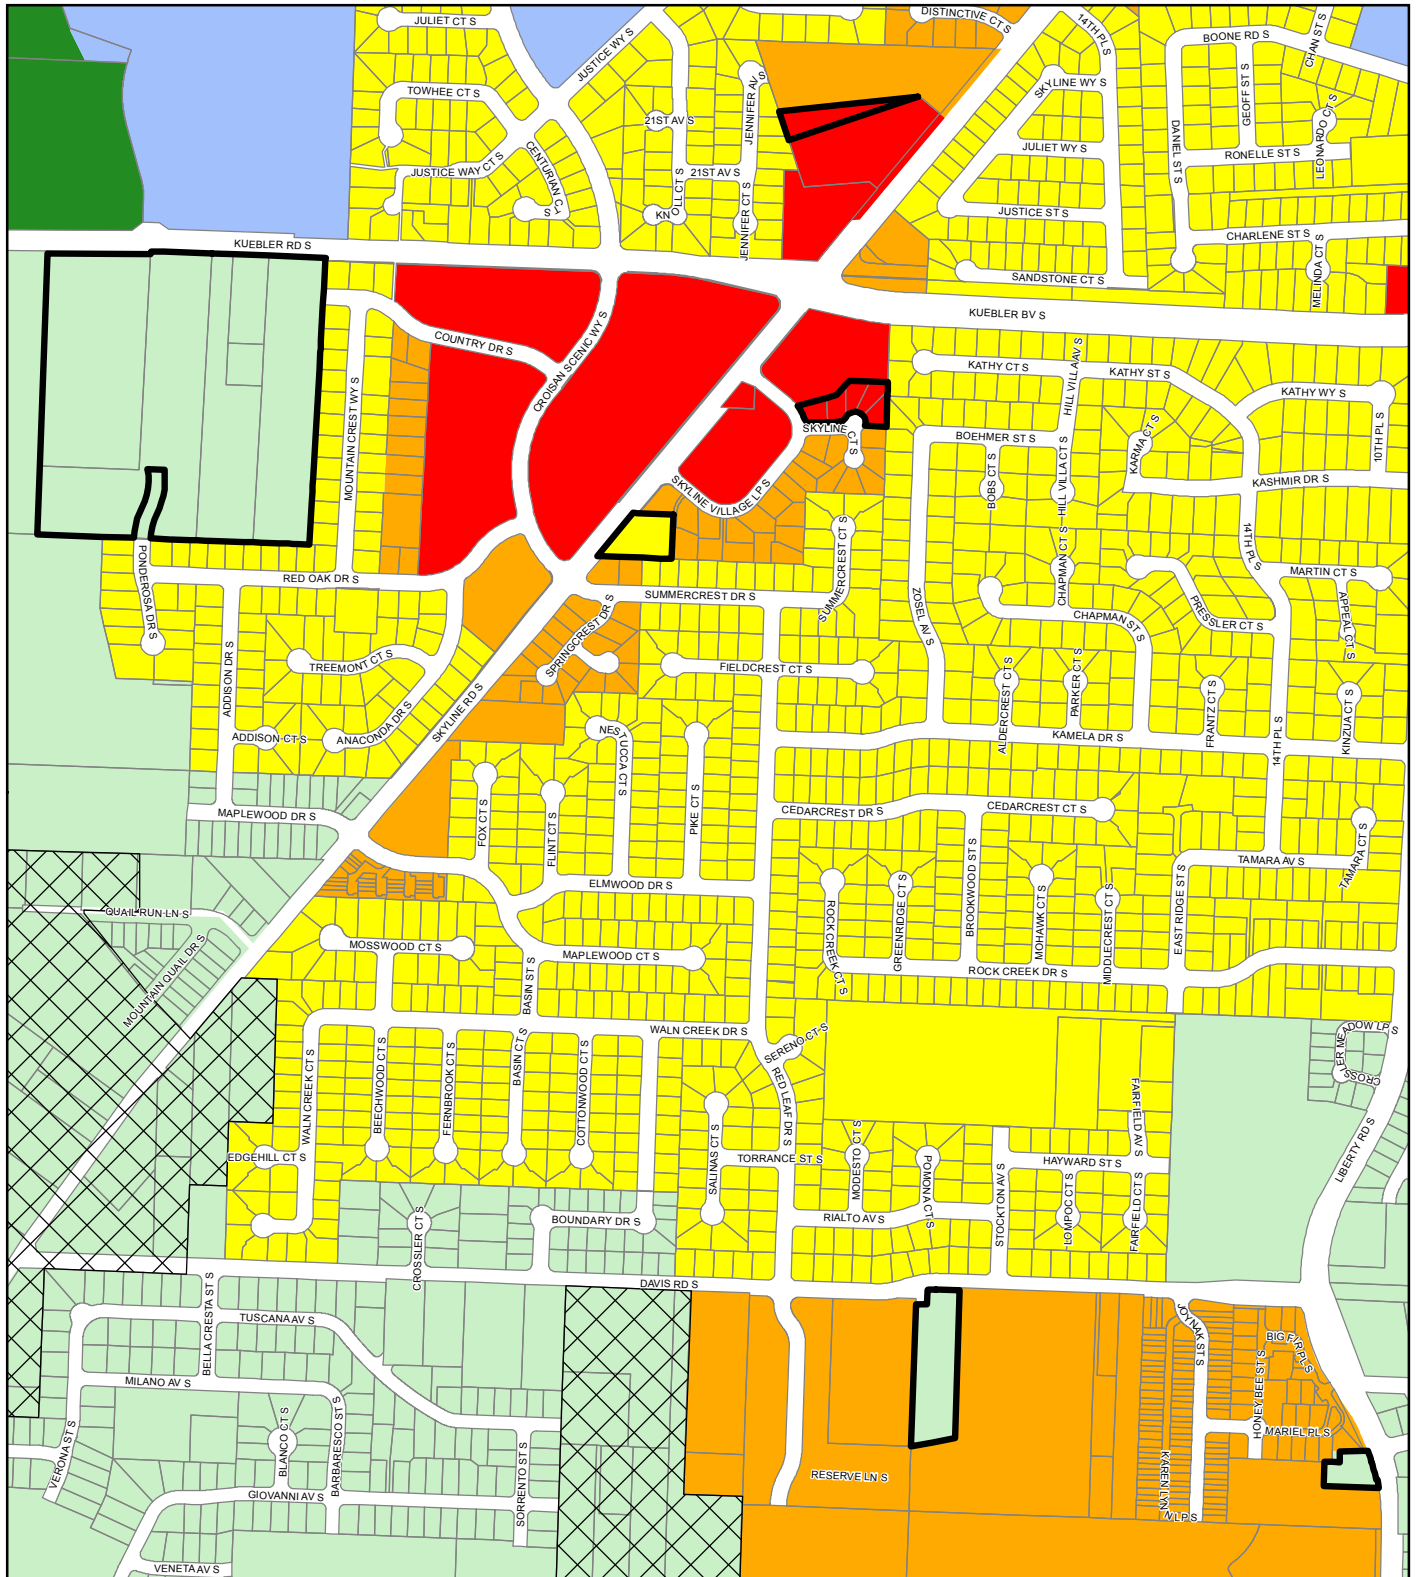 JULIET CT S
DISTINCTIVE CT S
14TH PL S
CHAN ST S
BOONE RD S
JUSTICE WY S
TOWHEE CT S
JENNIFER AV S
SKYLINE WY S
GEOFF ST S
LEONARDO CT S
21ST AV S
DANIEL ST S
JULIET WY S
RONELLE ST S
CENTURIAN CT S
JUSTICE WAY CT S
21ST AV S
KNOLL CT S
JENNIFER CT S
JUSTICE ST S
CHARLENE ST S
KUEBLER RD S
SANDSTONE CT S
MELINDA CT S
KUEBLER BV S
COUNTRY DR S
CROISAN SCENIC WY S
MOUNTAIN CREST WY S
KATHY CT S
HILL VILLA AV S
KATHY ST S
KATHY WY S
10TH PL S
SKYLINE CT S
BOEHMER ST S
KARMA CT S
BOBS CT S
HILL VILLA CT S
KASHMIR DR S
SKYLINE VILLAGE LP S
SUMMERCREST CT S
14TH PL S
PONDEROSA DR S
RED OAK DR S
CHAPMAN CT S
MARTIN CT S
SUMMERCREST DR S
ZOSEL AV S
PRESSLER CT S
APPEAL CT S
CHAPMAN ST S
SPRINGCREST DR S
TREEMONT CT S
FIELDCREST CT S
ADDISON DR S
ALDERCREST CT S
PARKER CT S
FRANTZ CT S
KINZUA CT S
SKYLINE RD S
ADDISON CT S
ANACONDA DR S
NESTUCCA CT S
KAMELA DR S
14TH PL S
MAPLEWOOD DR S
FOX CT S
FLINT CT S
PIKE CT S
CEDARCREST DR S
CEDARCREST CT S
TAMARA AV S
TAMARA CT S
ELMWOOD DR S
BROOKWOOD ST S
QUAIL RUN LN S
MOUNTAIN QUAIL DR S
MOSSWOOD CT S
MAPLEWOOD CT S
ROCK CREEK CT S
GREENRIDGE CT S
MOHAWK CT S
MIDDLECREST CT S
EAST RIDGE ST S
ROCK CREEK DR S
BASIN ST S
WALN CREEK DR S
SERENO CT S
CROSSLER MEADOW LP S
CROSS
WALN CREEK CT S
BEECHWOOD CT S
FERNBROOK CT S
BASIN CT S
COTTONWOOD CT S
RED LEAF DR S
FAIRFIELD AV S
LIBERTY RD S
EDGEHILL CT S
SALINAS CT S
TORRANCE ST S
MODESTO CT S
POMONA CT S
HAYWARD ST S
STOCKTON AV S
LOMPOC CT S
FAIRFIELD CT S
CROSSLER CT S
BOUNDARY DR S
RIALTO AV S
DAVIS RD S
BELLA CRESTA ST S
TUSCANA AV S
JOYNAK ST S
BIG FIR PL S
MILANO AV S
HONEY BEE ST S
MARIEL PL S
VERONA ST S
BLANCO CT S
BARBARESCO ST S
SORRENTO ST S
RESERVE LN S
KAREN LYNN LP S
GIOVANNI AV S
VENETA AV S